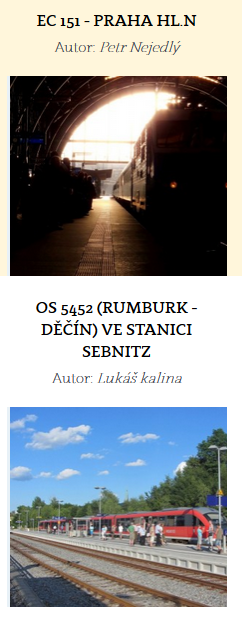 EC 151 - PRAHA HL.N
Autor: Petr Nejedlý
OS 5452 (RUMBURK -
DĚČÍN) VE STANICI
SEBNITZ
Autor: Lukáš kalina